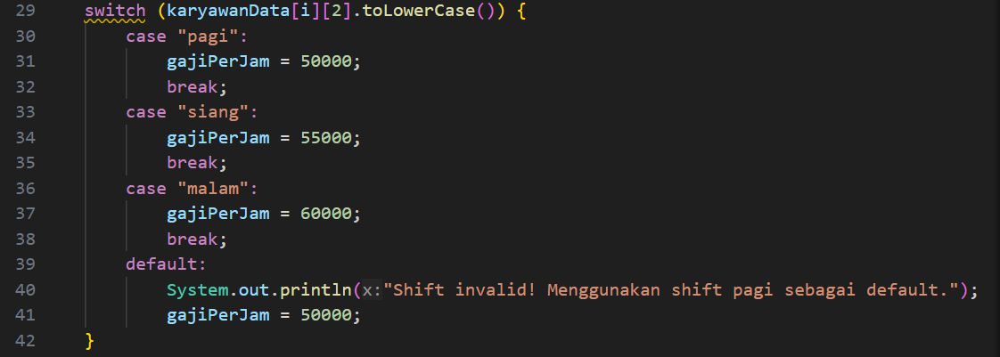 29 switch (karyawanData[i][2].toLowerCase()) {
30 case "pagi":
31 gajiPerJam = 50000;
32 break;
33 case "siang":
34 gajiPerJam = 55000;
35 break;
36 case "malam":
37 gajiPerJam = 60000;
38 break;
39 default:
40 System.out.println(x:"Shift invalid! Menggunakan shift pagi sebagai default.");
41 gajiPerJam = 50000;
42 }